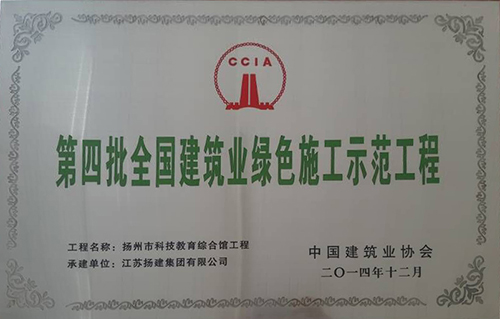 CCIA
第四批全国建筑业绿色施工示范工程
工程名称：扬州市科技教育综合馆工程
承建单位：江苏扬建集团有限公司
中国建筑业协会
二〇一四年十二月